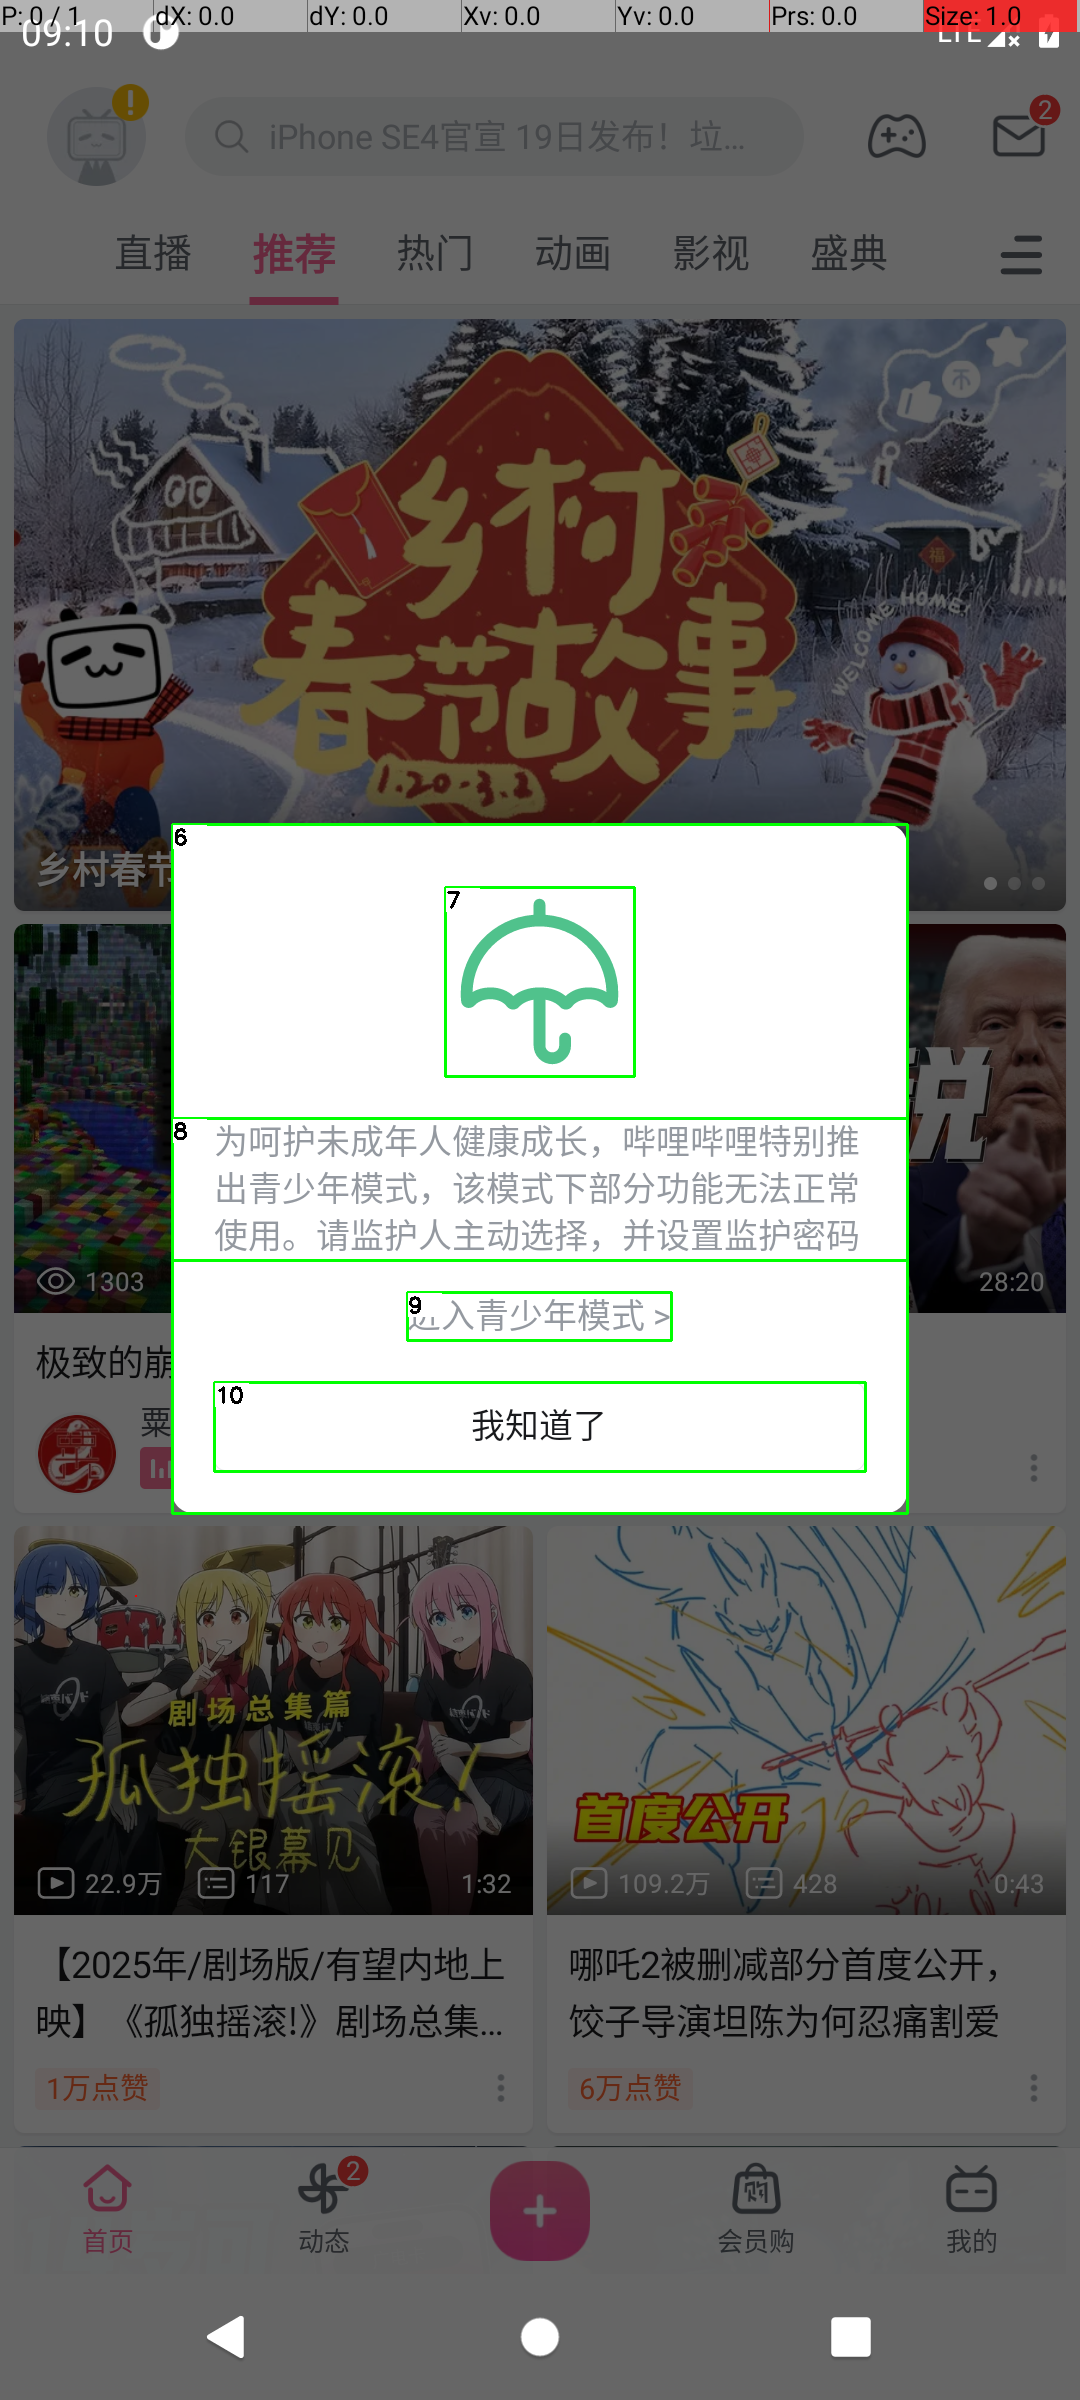 P: 0 / 1
dX: 0.0
dY: 0.0
Xv: 0.0
Yv: 0.0
Prs: 0.0
Size: 1.0
09:10
LTE
iPhone SE4官宣 19日发布！垃...
2
直播
推荐
热门
动画
影视
盛典
乡村
春节故事
1.20-3.3
福
WELCOME HOME
乡村春节
6
7
8
为呵护未成年人健康成长，哔哩哔哩特别推
出青少年模式，该模式下部分功能无法正常
使用。请监护人主动选择，并设置监护密码
9
入青少年模式 >
10
我知道了
1303
税
28:20
极致的崩
粟
剧场总集篇
孤独摇滚!
大银幕见
22.9万
117
1:32
首度公开
109.2万
428
0:43
【2025年/剧场版/有望内地上
映】《孤独摇滚!》剧场总集...
1万点赞
哪吒2被删减部分首度公开，
饺子导演坦陈为何忍痛割爱
6万点赞
首页
动态
2
会员购
我的